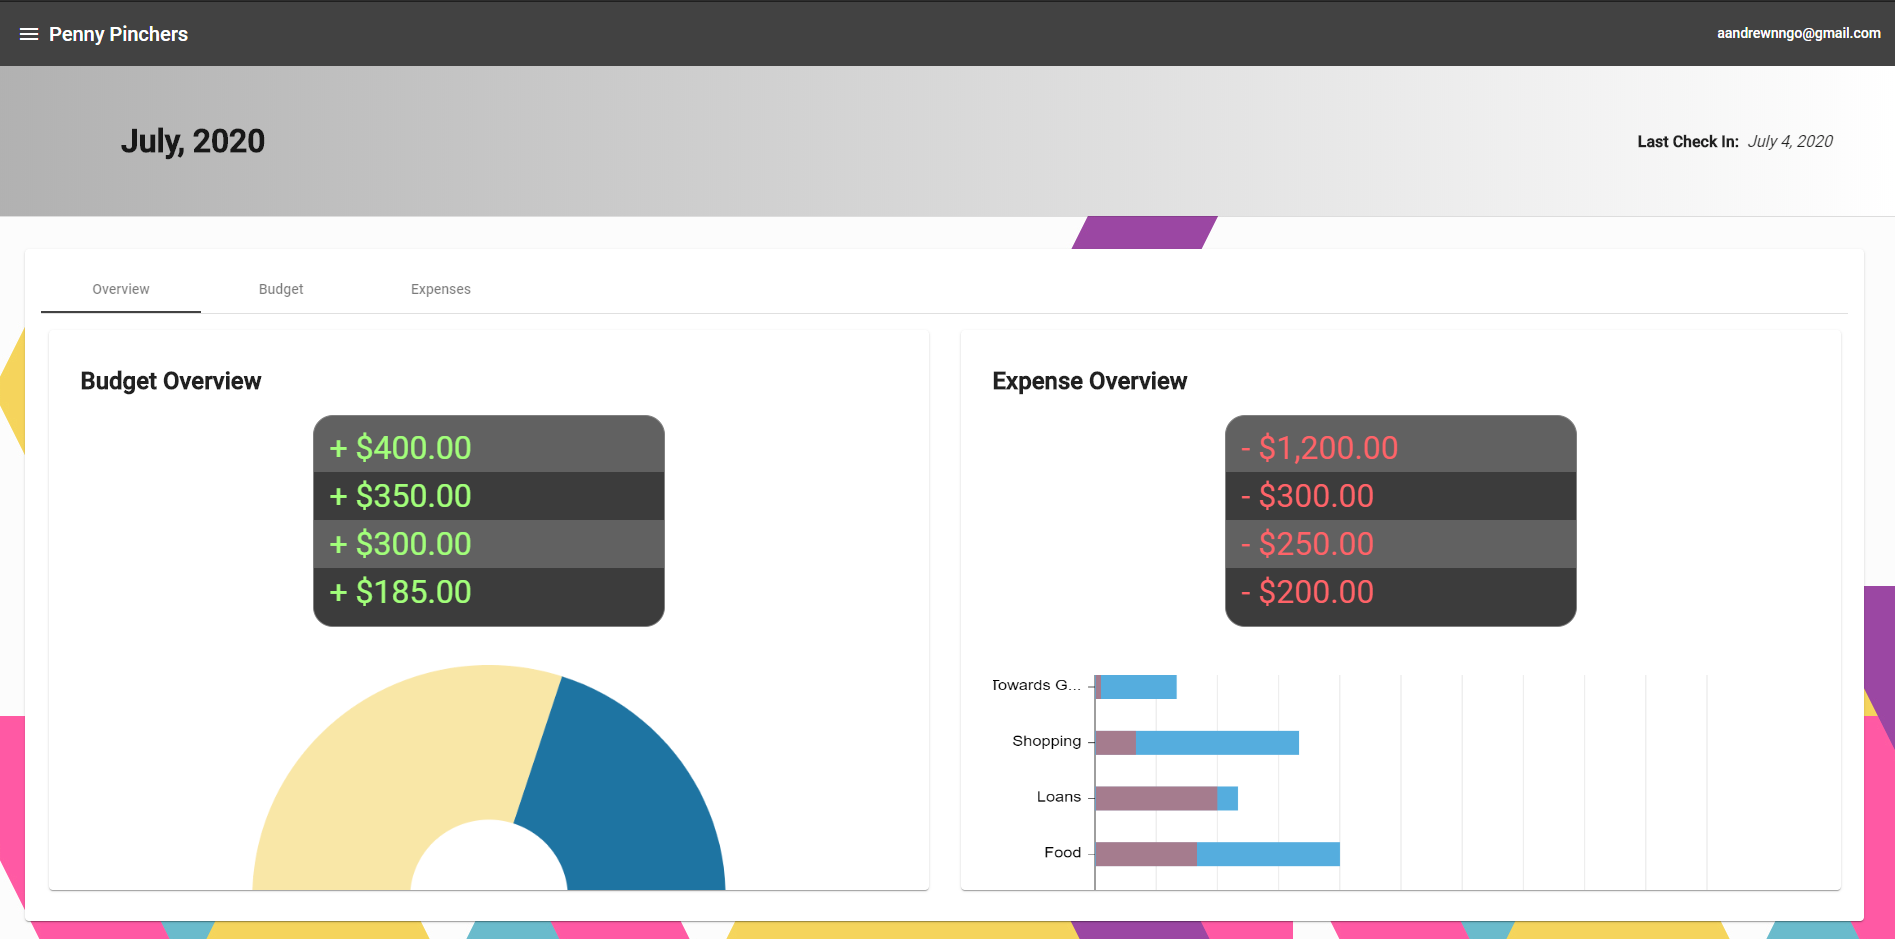 Penny Pinchers
aandrewnngo@gmail.com
July, 2020
Last Check In: July 4, 2020
Overview
Budget
Expenses
Budget Overview
+ $400.00
+ $350.00
+ $300.00
+ $185.00
Expense Overview
- $1,200.00
- $300.00
- $250.00
- $200.00
Towards G...
Shopping
Loans
Food